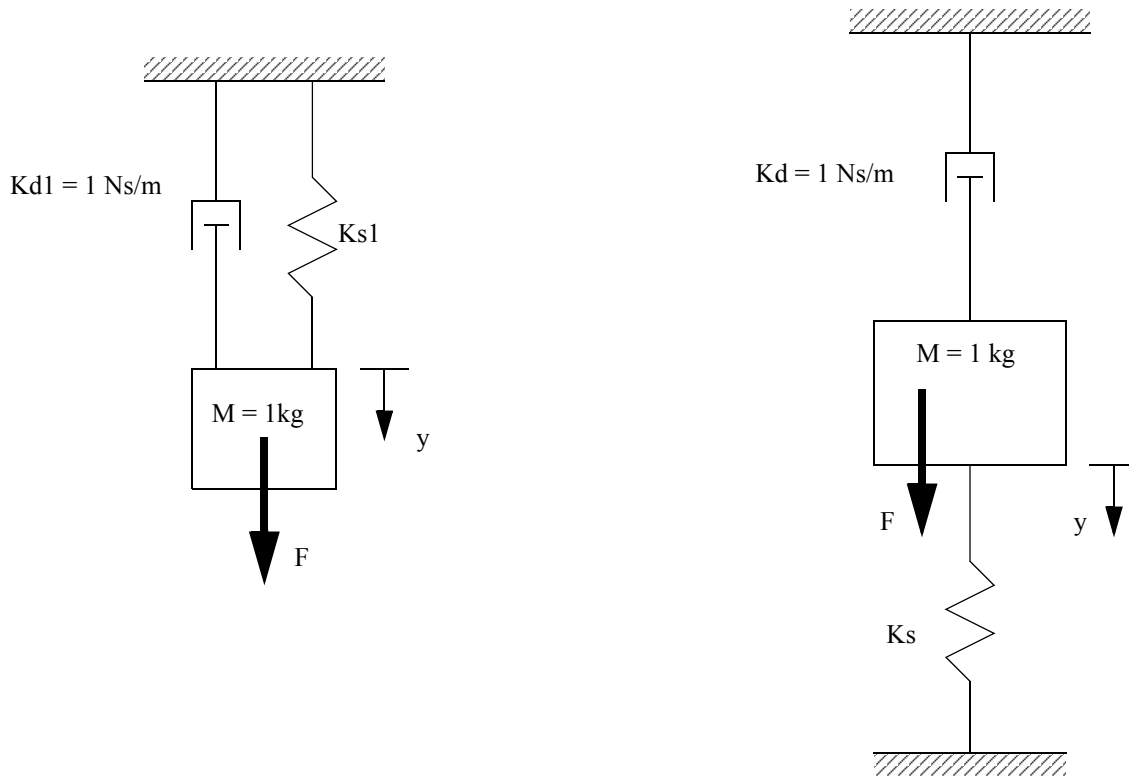 Kd1 = 1 Ns/m
Ks1
M = 1kg
y
F
Kd = 1 Ns/m
M = 1 kg
F
y
Ks